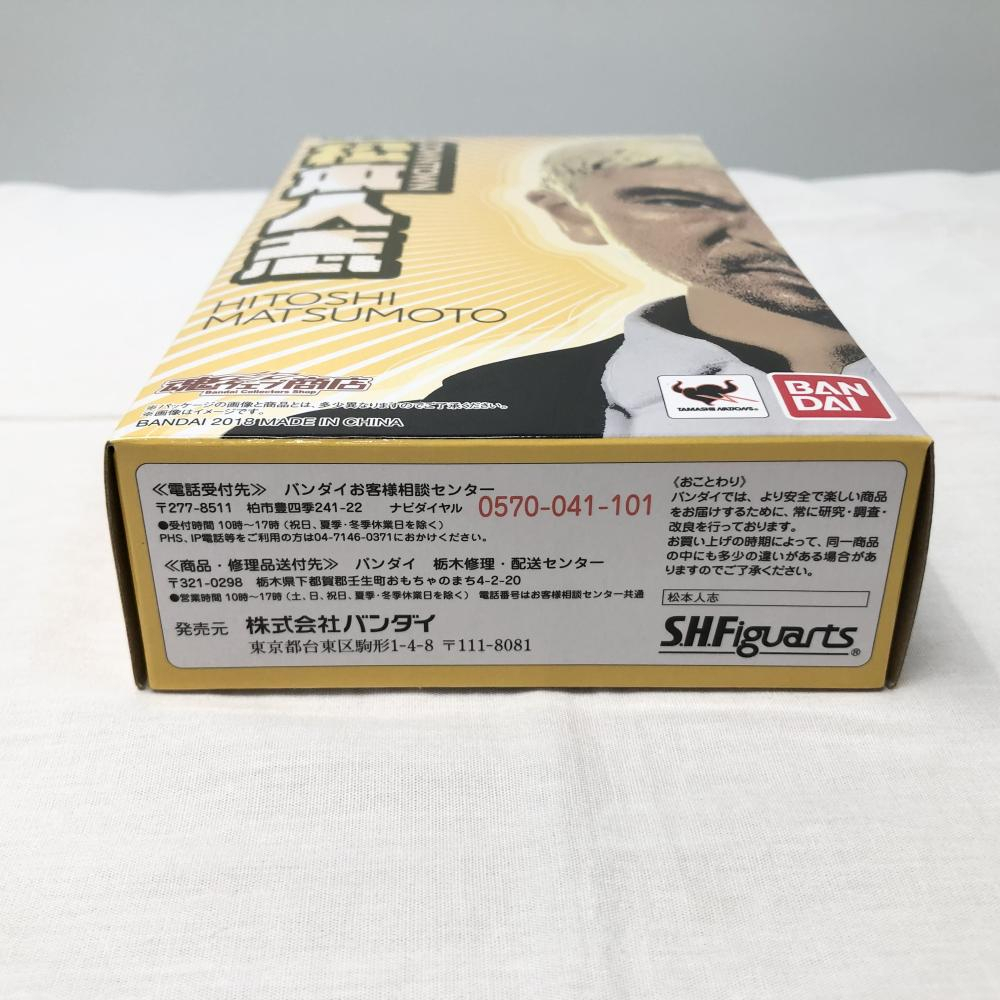 松本人志
DOWNTOWN
HITOSHI
MATSUMOTO
魂ウェブ商店
Bandai Collectors Shop
※パッケージの画像と商品とは、多少異なりますのでご了承ください。
※画像はイメージです。
BANDAI 2018 MADE IN CHINA
TAMASHII NATIONS
BAN
DAI
≪電話受付先≫ バンダイお客様相談センター
〒277-8511 柏市豊四季241-22 ナビダイヤル 0570-041-101
●受付時間 10時〜17時(祝日、夏季・冬季休業日を除く)
PHS、IP電話等をご利用の方は04-7146-0371におかけください。
≪商品・修理品送付先≫ バンダイ 栃木修理・配送センター
〒321-0298 栃木県下都賀郡壬生町おもちゃのまち4-2-20
●営業時間 10時〜17時(土、日、祝日、夏季・冬季休業日を除く) 電話番号はお客様相談センター共通
発売元 株式会社バンダイ
東京都台東区駒形1-4-8 〒111-8081
《おことわり》
バンダイでは、より安全で楽しい商品
をお届けするために、常に研究・調査・
改良を行っております。
お買い上げの時期によって、同一商品
の中にも多少の違いがある場合があ
りますのでご了承ください。
松本人志
S.H.Figuarts®